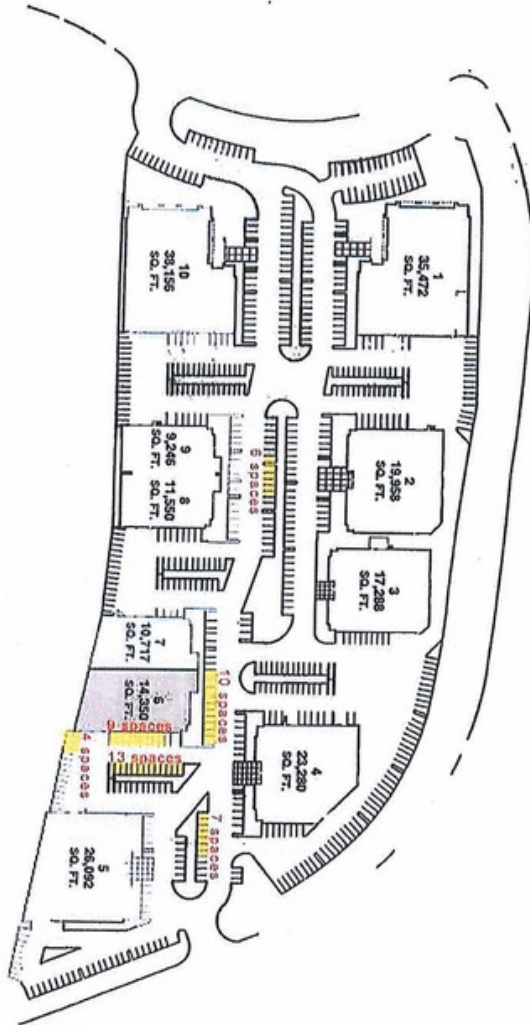 1
35,472
SQ. FT.
10
38,156
SQ. FT.
2
19,958
SQ. FT.
9
9,246
SQ. FT.
8
11,550
SQ. FT.
6 spaces
3
17,288
SQ. FT.
7
10,717
SQ. FT.
6
14,350
SQ. FT.
10 spaces
9 spaces
4
23,280
SQ. FT.
13 spaces
4 spaces
7 spaces
5
26,092
SQ. FT.